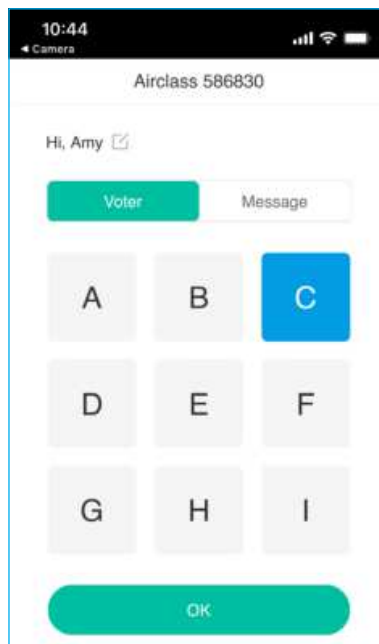 10:44
◄ Camera
Airclass 586830
Hi, Amy
Voter Message
A B C
D E F
G H I
OK